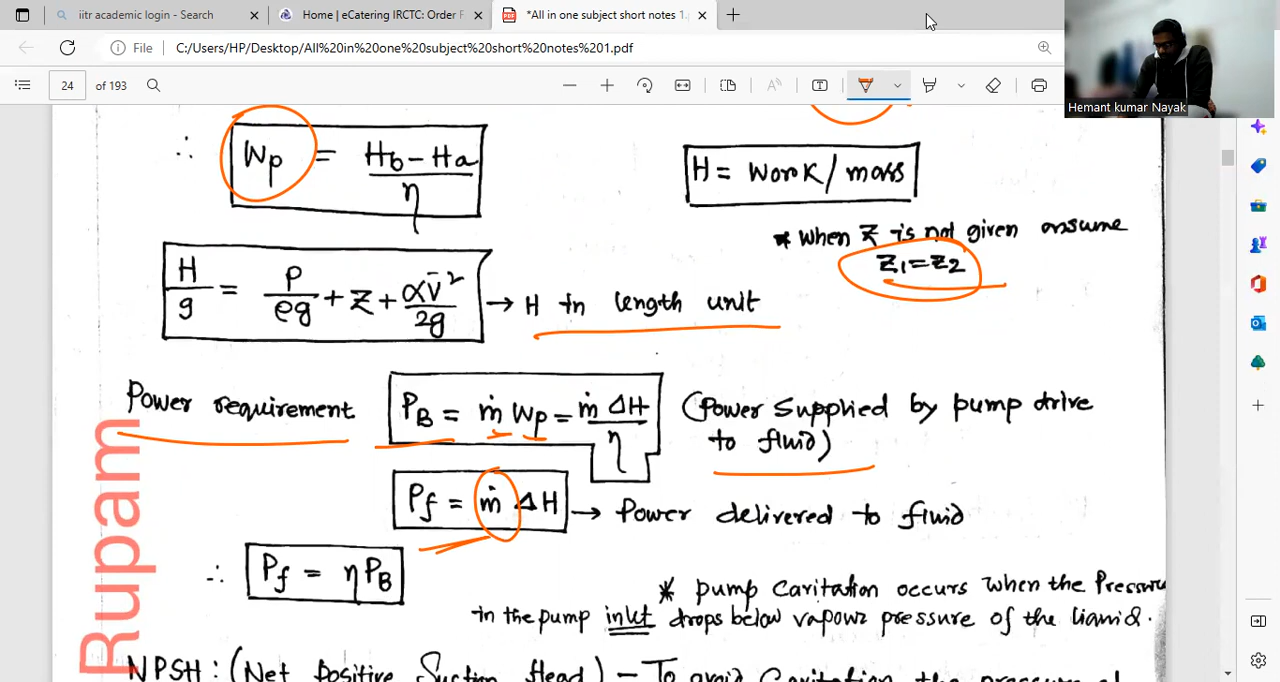 iitr academic login - Search
Home | eCatering IRCTC: Order F
*All in one subject short notes 1.p
File
C:/Users/HP/Desktop/All%20in%20one%20subject%20short%20notes%201.pdf
24 of 193
Hemant kumar Nayak
∴ Wp = Hb - Ha / η
H = Work / mass
* When Z is not given assume
Z1 = Z2
H/g = P/ρg + Z + αv̄²/2g → H in length unit
Power requirement PB = ṁ Wp = ṁ ΔH / η (Power Supplied by pump drive
to fluid)
Pf = ṁ ΔH → Power delivered to fluid
∴ Pf = η PB
* Pump Cavitation occurs when the Pressure
in the pump inlet drops below vapour pressure of the liquid.
NPSH: (Net Positive Suction Head) - To avoid Cavitation the pressure at
Rupam